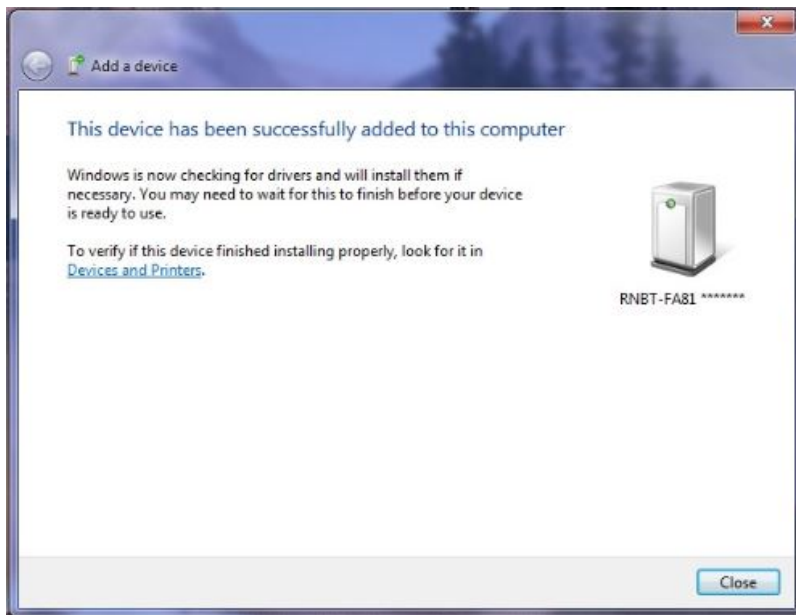 Add a device
This device has been successfully added to this computer
Windows is now checking for drivers and will install them if
necessary. You may need to wait for this to finish before your device
is ready to use.
To verify if this device finished installing properly, look for it in
Devices and Printers.
RNBT-FA81 *******
Close